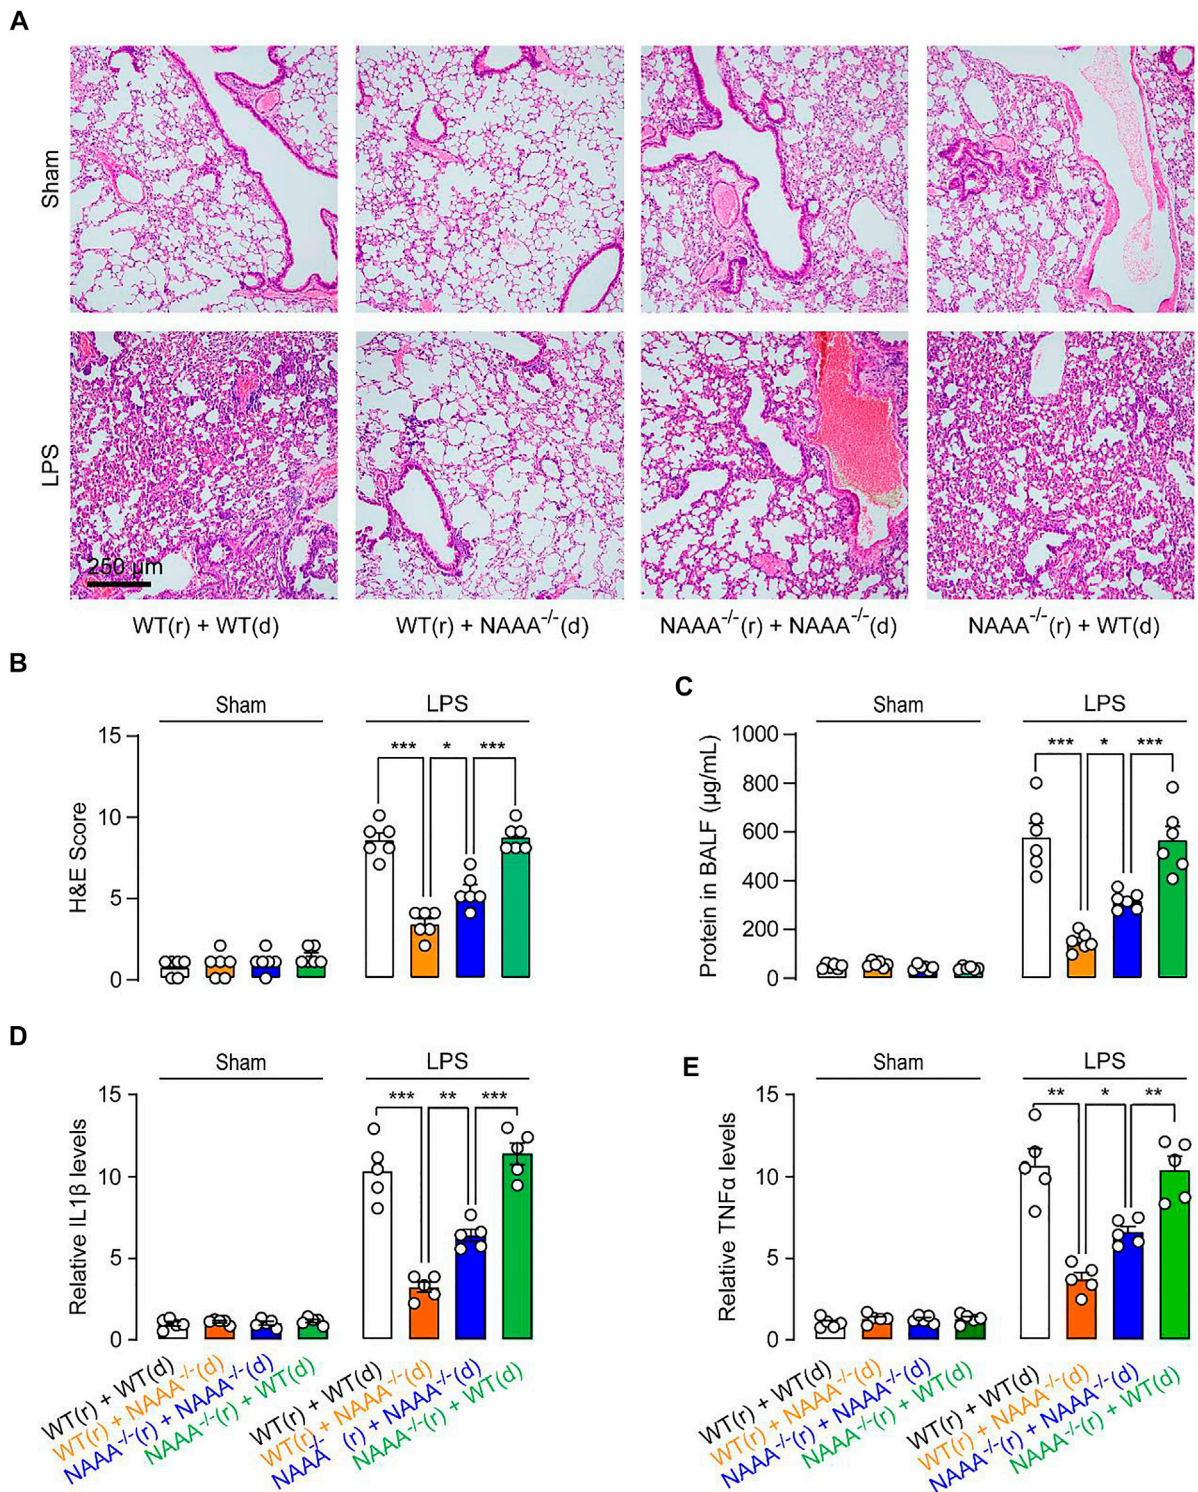 A
Sham
LPS
250 µm
WT(r) + WT(d)
WT(r) + NAAA-/-(d)
NAAA-/-(r) + NAAA-/-(d)
NAAA-/-(r) + WT(d)
B
Sham
LPS
H&E Score
15
10
5
0
***
*
***
C
Sham
LPS
Protein in BALF (µg/mL)
1000
800
600
400
200
0
***
*
***
D
Sham
LPS
Relative IL1β levels
15
10
5
0
***
**
***
WT(r) + WT(d)
WT(r) + NAAA-/-(d)
NAAA-/-(r) + NAAA-/-(d)
NAAA-/-(r) + WT(d)
WT(r) + WT(d)
WT(r) + NAAA-/-(d)
NAAA-/- (r) + NAAA-/-(d)
NAAA-/-(r) + WT(d)
E
Sham
LPS
Relative TNFα levels
15
10
5
0
**
*
**
WT(r) + WT(d)
WT(r) + NAAA-/-(d)
NAAA-/-(r) + NAAA-/-(d)
NAAA-/-(r) + WT(d)
WT(r) + WT(d)
WT(r) + NAAA-/-(d)
NAAA-/-(r) + NAAA-/-(d)
NAAA-/-(r) + WT(d)